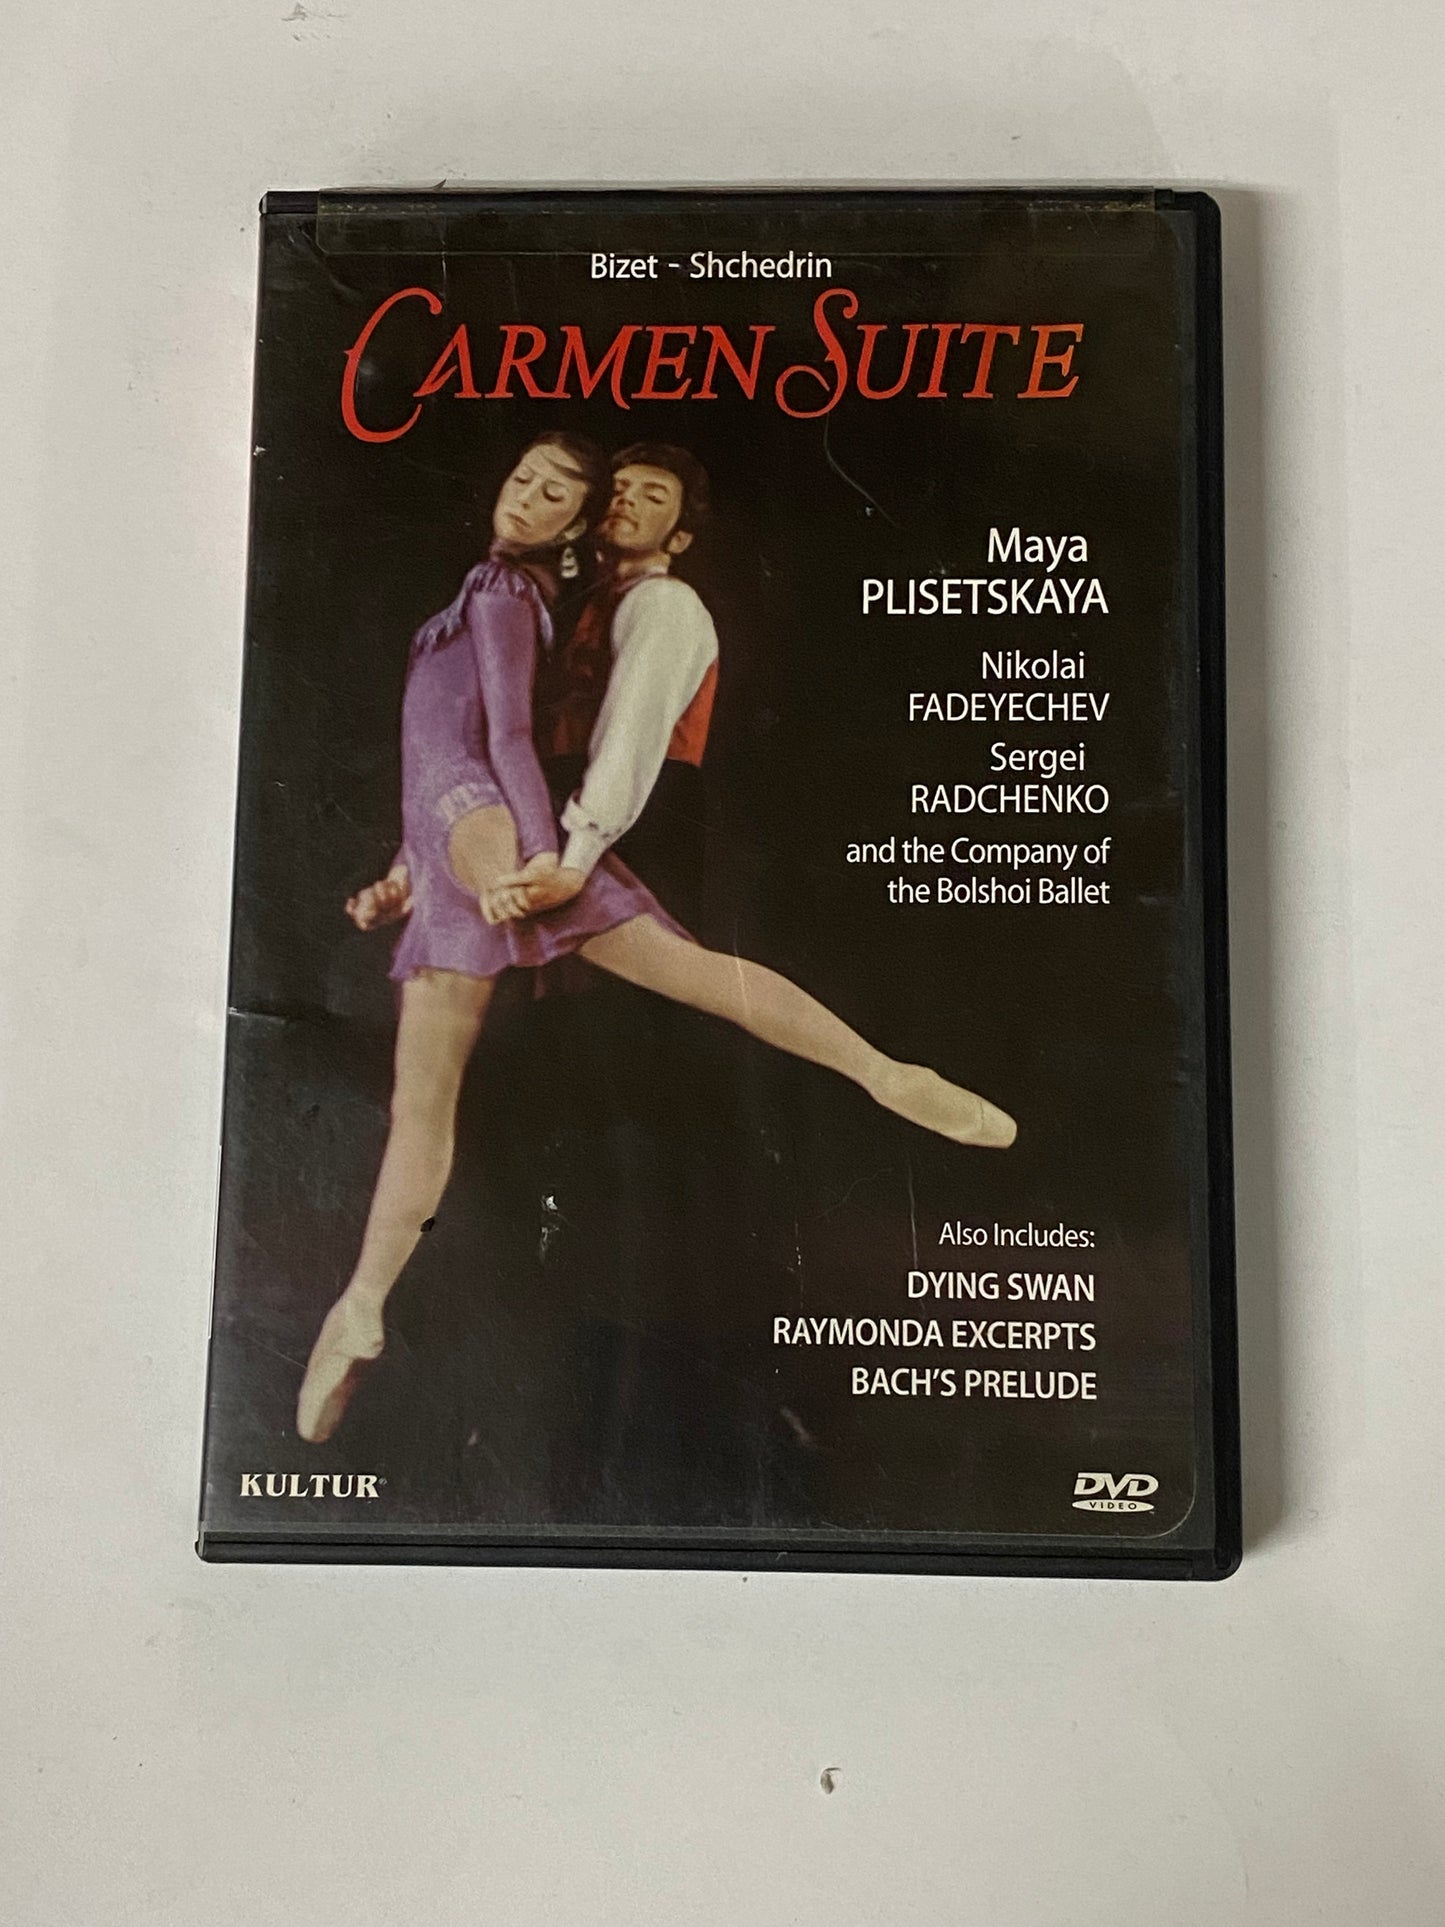 Bizet - Shchedrin
CARMEN SUITE
Maya
PLISETSKAYA
Nikolai
FADEYECHEV
Sergei
RADCHENKO
and the Company of
the Bolshoi Ballet
Also Includes:
DYING SWAN
RAYMONDA EXCERPTS
BACH'S PRELUDE
KULTUR®
DVD
VIDEO